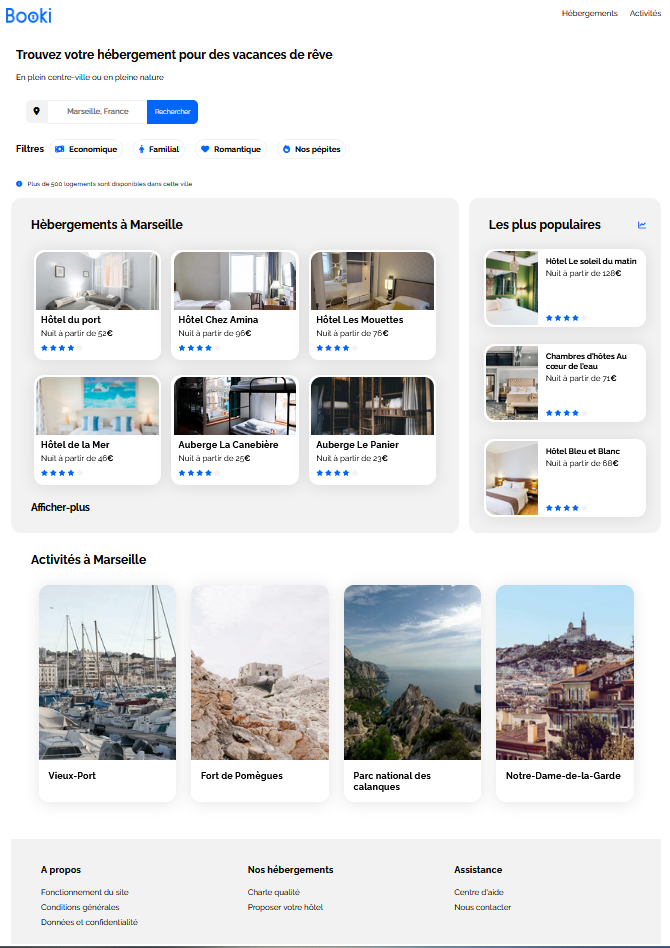 Booki
Hébergements Activités
Trouvez votre hébergement pour des vacances de rêve
En plein centre-ville ou en pleine nature
Marseille, France Rechercher
Filtres Economique Familial Romantique Nos pépites
Plus de 500 logements sont disponibles dans cette ville
Hèbergements à Marseille
Hôtel du port
Nuit à partir de 52€
Hôtel Chez Amina
Nuit à partir de 96€
Hôtel Les Mouettes
Nuit à partir de 76€
Hôtel de la Mer
Nuit à partir de 46€
Auberge La Canebière
Nuit à partir de 25€
Auberge Le Panier
Nuit à partir de 23€
Afficher-plus
Les plus populaires
Hôtel Le soleil du matin
Nuit à partir de 128€
Chambres d'hôtes Au
cœur de l'eau
Nuit à partir de 71€
Hôtel Bleu et Blanc
Nuit à partir de 68€
Activités à Marseille
Vieux-Port
Fort de Pomègues
Parc national des
calanques
Notre-Dame-de-la-Garde
A propos
Fonctionnement du site
Conditions générales
Données et confidentialité
Nos hébergements
Charte qualité
Proposer votre hôtel
Assistance
Centre d'aide
Nous contacter